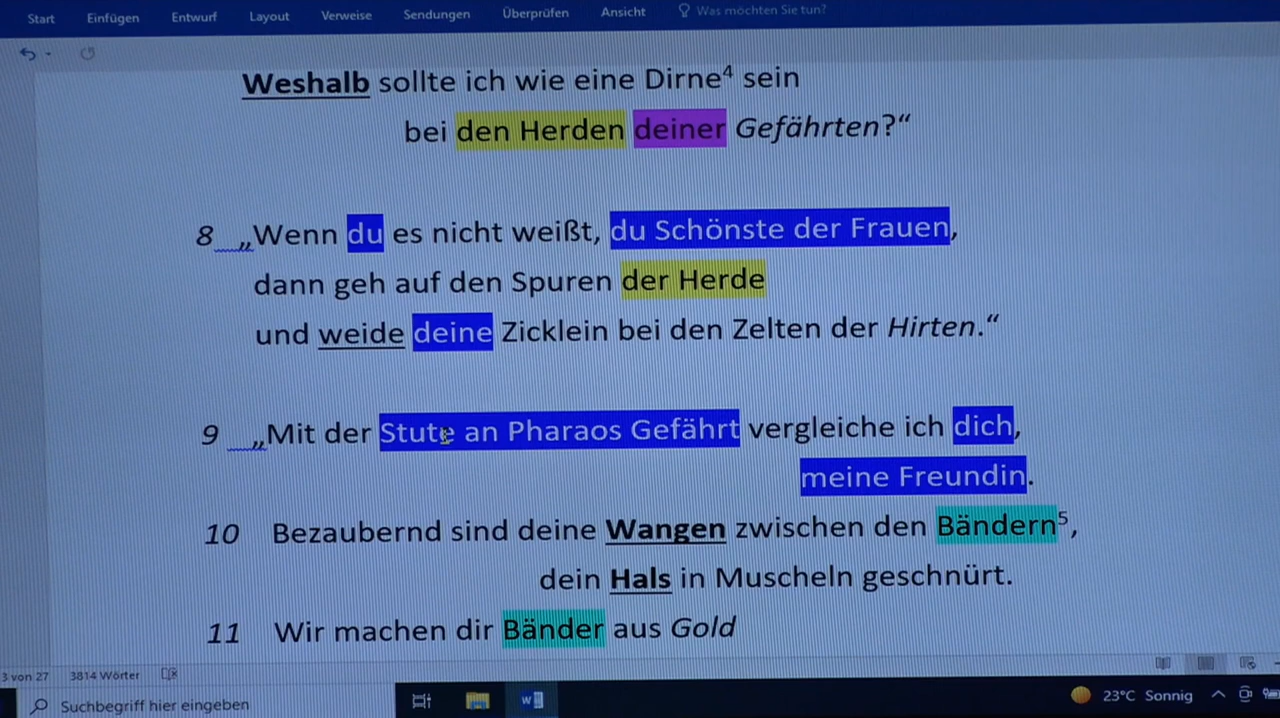 Start Einfügen Entwurf Layout Verweise Sendungen Überprüfen Ansicht Was möchten Sie tun?
Weshalb sollte ich wie eine Dirne⁴ sein
bei den Herden deiner Gefährten?“
8 „Wenn du es nicht weißt, du Schönste der Frauen,
dann geh auf den Spuren der Herde
und weide deine Zicklein bei den Zelten der Hirten.“
9 „Mit der Stute an Pharaos Gefährt vergleiche ich dich,
meine Freundin.
10 Bezaubernd sind deine Wangen zwischen den Bändern⁵,
dein Hals in Muscheln geschnürt.
11 Wir machen dir Bänder aus Gold
3 von 27 3814 Wörter
Suchbegriff hier eingeben
23°C Sonnig